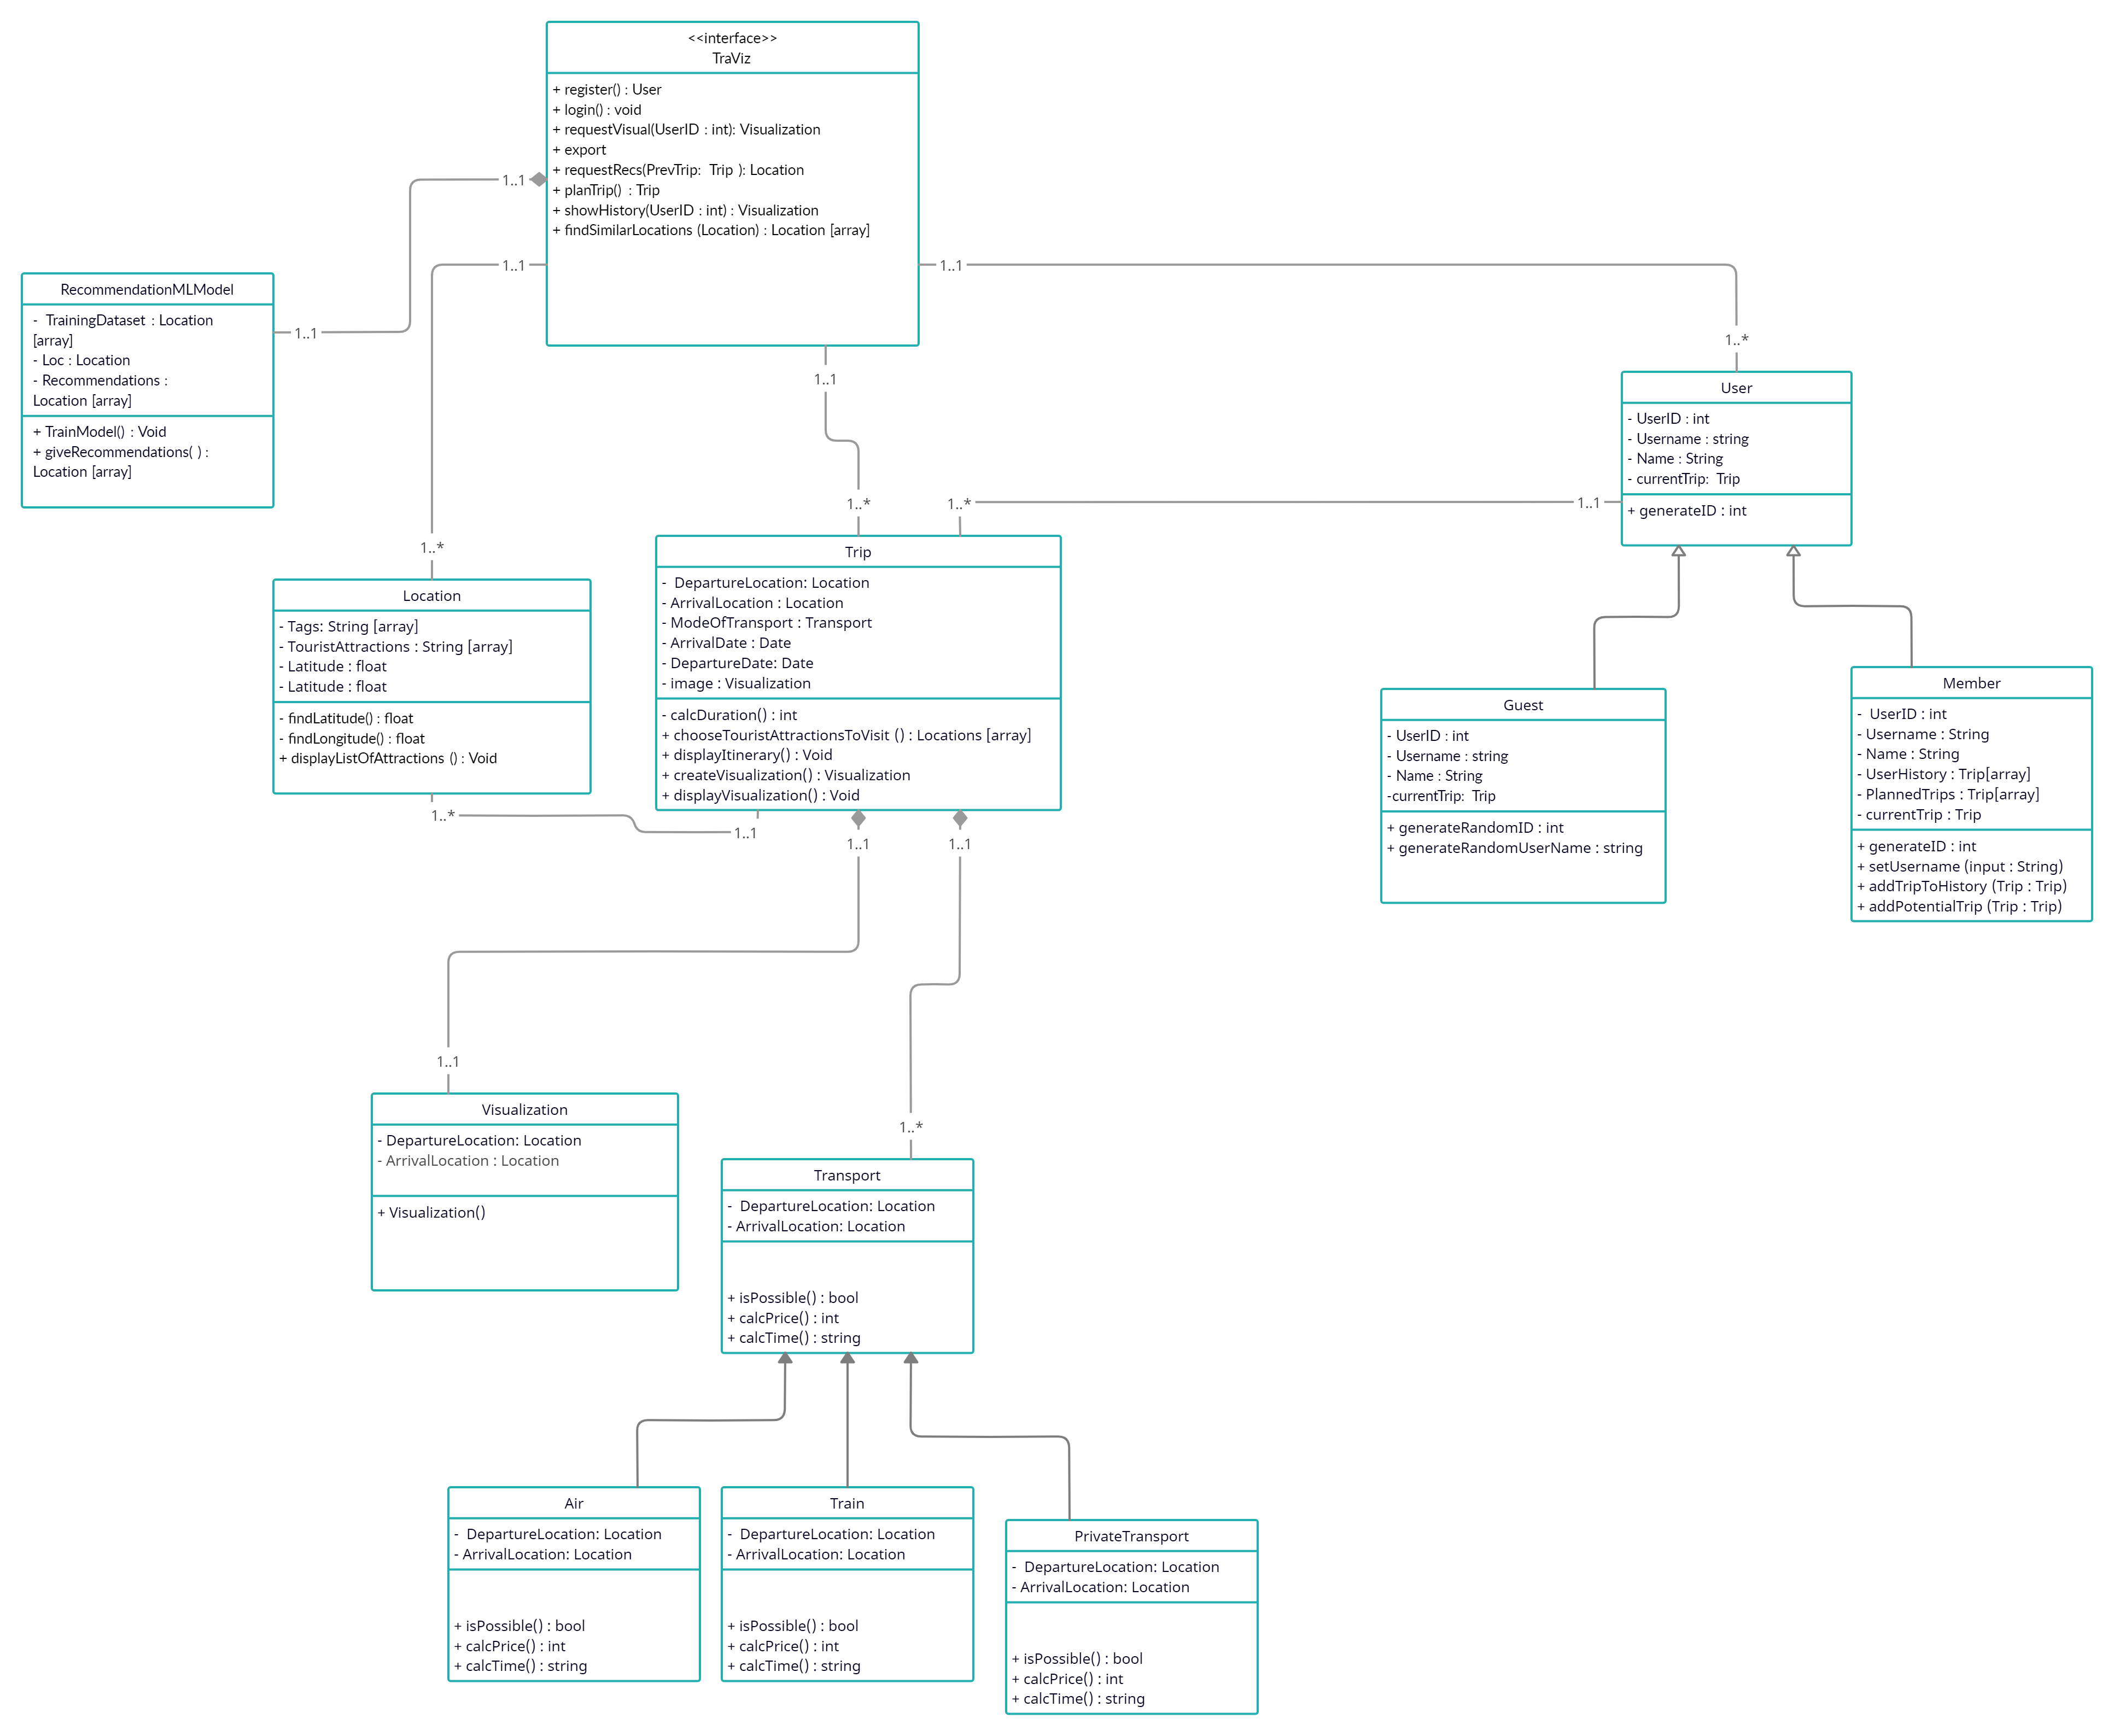 <<interface>>
TraViz
+ register() : User
+ login() : void
+ requestVisual(UserID : int): Visualization
+ export
+ requestRecs(PrevTrip:  Trip ): Location
+ planTrip()  : Trip
+ showHistory(UserID : int) : Visualization
+ findSimilarLocations (Location) : Location [array]
1..1
1..1
1..1
1..1
RecommendationMLModel
-  TrainingDataset : Location
[array]
- Loc : Location
- Recommendations :
Location [array]
+ TrainModel() : Void
+ giveRecommendations( ) :
Location [array]
1..1
1..*
User
- UserID : int
- Username : string
- Name : String
- currentTrip:  Trip
+ generateID : int
1..*
1..*
1..1
1..*
Location
- Tags: String [array]
- TouristAttractions : String [array]
- Latitude : float
- Latitude : float
- findLatitude() : float
- findLongitude() : float
+ displayListOfAttractions () : Void
Trip
-  DepartureLocation: Location
- ArrivalLocation : Location
- ModeOfTransport : Transport
- ArrivalDate : Date
- DepartureDate: Date
- image : Visualization
- calcDuration() : int
+ chooseTouristAttractionsToVisit () : Locations [array]
+ displayItinerary() : Void
+ createVisualization() : Visualization
+ displayVisualization() : Void
Guest
- UserID : int
- Username : string
- Name : String
-currentTrip:  Trip
+ generateRandomID : int
+ generateRandomUserName : string
Member
-  UserID : int
- Username : String
- Name : String
- UserHistory : Trip[array]
- PlannedTrips : Trip[array]
- currentTrip : Trip
+ generateID : int
+ setUsername (input : String)
+ addTripToHistory (Trip : Trip)
+ addPotentialTrip (Trip : Trip)
1..*
1..1
1..1
1..1
1..1
1..*
Visualization
- DepartureLocation: Location
- ArrivalLocation : Location
+ Visualization()
Transport
-  DepartureLocation: Location
- ArrivalLocation: Location
+ isPossible() : bool
+ calcPrice() : int
+ calcTime() : string
Air
-  DepartureLocation: Location
- ArrivalLocation: Location
+ isPossible() : bool
+ calcPrice() : int
+ calcTime() : string
Train
-  DepartureLocation: Location
- ArrivalLocation: Location
+ isPossible() : bool
+ calcPrice() : int
+ calcTime() : string
PrivateTransport
-  DepartureLocation: Location
- ArrivalLocation: Location
+ isPossible() : bool
+ calcPrice() : int
+ calcTime() : string